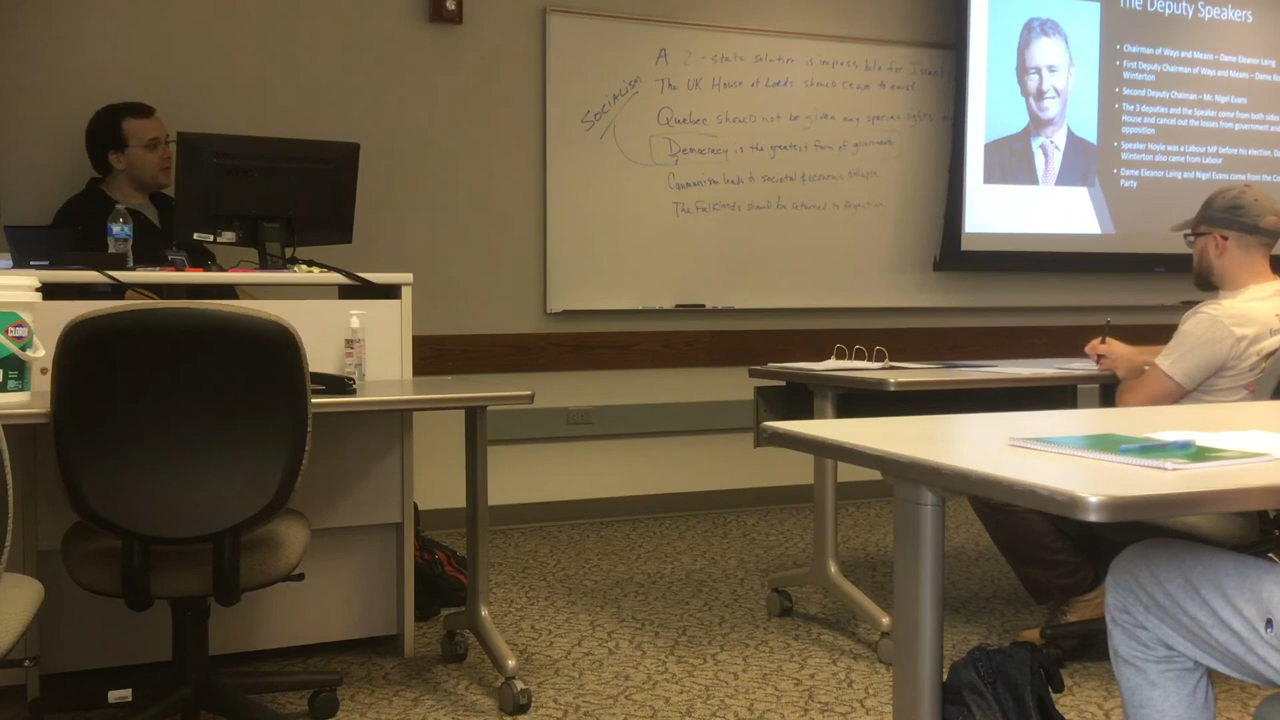 A 2-state solution is impossible for Israel
The UK House of Lords should cease to exist
Quebec should not be given any special rights
SOCIALISM
Democracy is the greatest form of government
Communism leads to societal & economic collapse
The Falklands should be returned to Argentina
The Deputy Speakers
• Chairman of Ways and Means – Dame Eleanor Laing
• First Deputy Chairman of Ways and Means – Dame
Winterton
• Second Deputy Chairman – Mr. Nigel Evans
• The 3 deputies and the Speaker come from both
House and cancel out the losses from government
opposition
• Speaker Hoyle was a Labour MP before his election,
Winterton also came from Labour
• Dame Eleanor Laing and Nigel Evans come from the
Party
CLORO